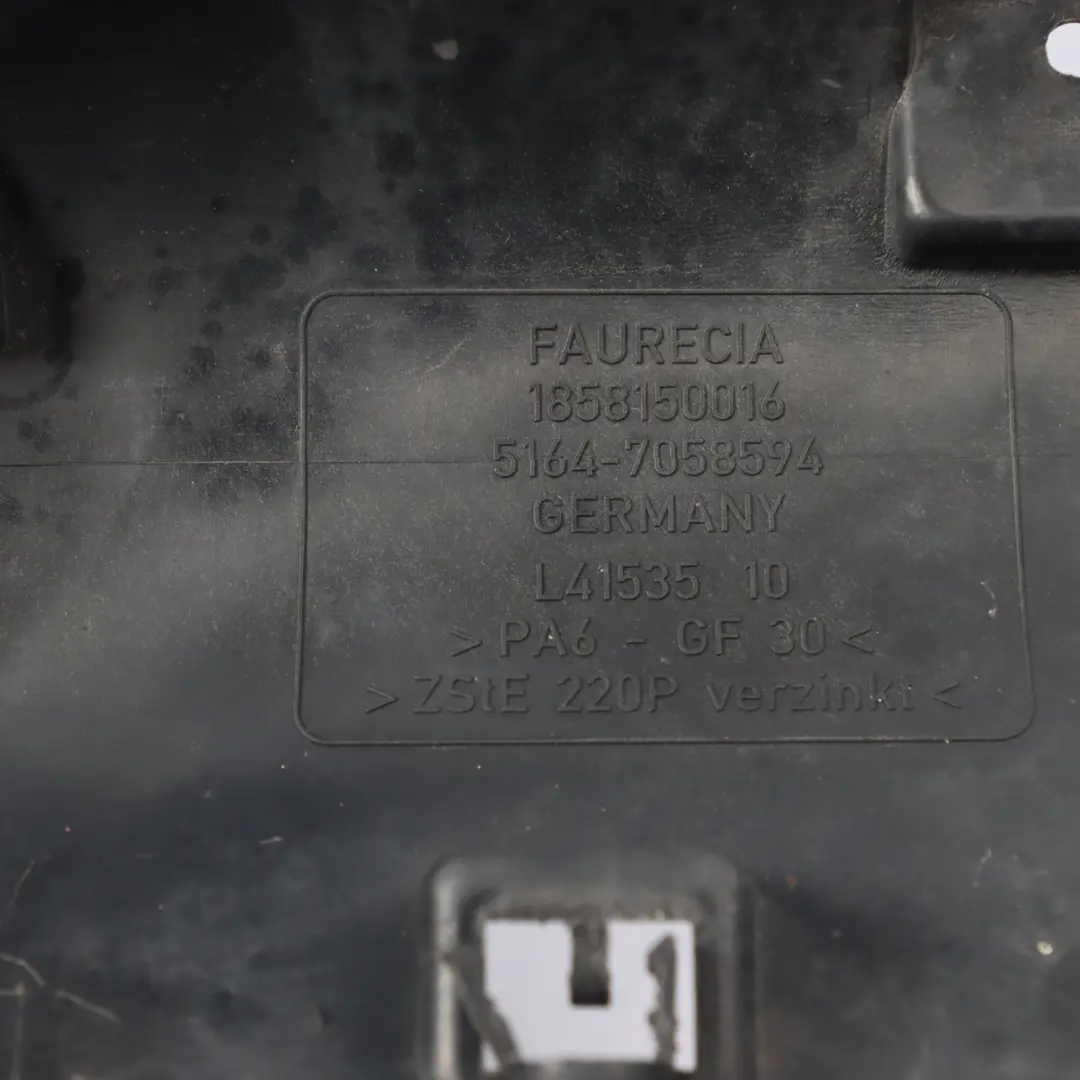 FAURECIA
1858150016
5164-7058594
GERMANY
L41535 10
>PA6 - GF 30<
>ZStE 220P verzinkt<